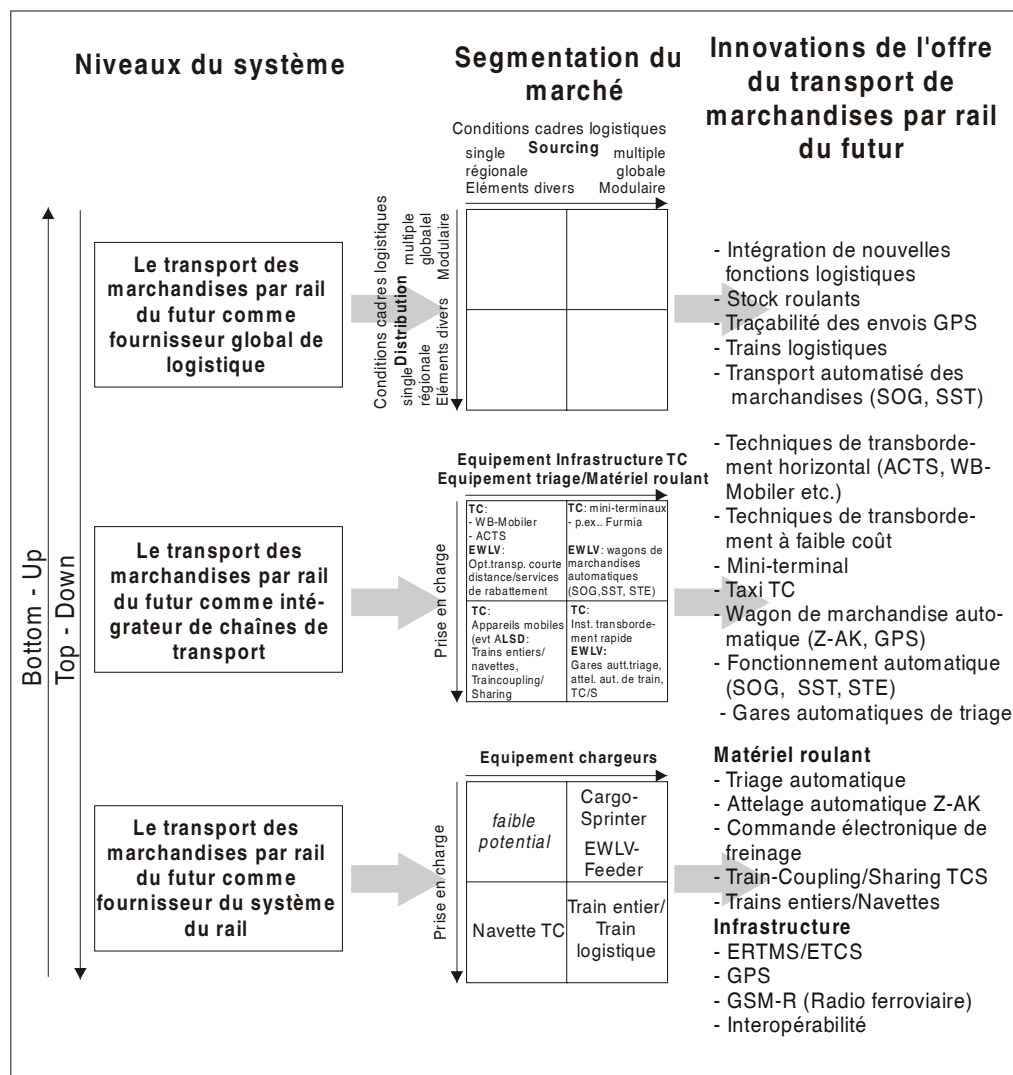 Niveaux du système
Segmentation du
marché
Innovations de l'offre
du transport de
marchandises par rail
du futur
Conditions cadres logistiques
single Sourcing multiple
régionale globale
Eléments divers Modulaire
Bottom - Up
Top - Down
Le transport des
marchandises par rail
du futur comme
fournisseur global de
logistique
Conditions cadres logistiques
Distribution
single multiple
régionale globalel
Eléments divers Modulaire
- Intégration de nouvelles
fonctions logistiques
- Stock roulants
- Traçabilité des envois GPS
- Trains logistiques
- Transport automatisé des
marchandises (SOG, SST)
Le transport des
marchandises par rail
du futur comme inté-
grateur de chaînes de
transport
Equipement Infrastructure TC
Equipement triage/Matériel roulant
Prise en charge
TC:
- WB-Mobiler
- ACTS
EWLV:
Opt.transp. courte
distance/services
de rabattement
TC: mini-terminaux
- p.ex.. Furmia
EWLV: wagons de
marchandises
automatiques
(SOG,SST, STE)
TC:
Appareils mobiles
(evt ALSD:
Trains entiers/
navettes,
Traincoupling/
Sharing
TC:
Inst. transborde-
ment rapide
EWLV:
Gares autt.triage,
attel. aut. de train,
TC/S
- Techniques de transborde-
ment horizontal (ACTS, WB-
Mobiler etc.)
- Techniques de transborde-
ment à faible coût
- Mini-terminal
- Taxi TC
- Wagon de marchandise auto-
matique (Z-AK, GPS)
- Fonctionnement automatique
(SOG, SST, STE)
- Gares automatiques de triage
Le transport des
marchandises par rail
du futur comme
fournisseur du système
du rail
Equipement chargeurs
Prise en charge
faible
potential
Cargo-
Sprinter
EWLV-
Feeder
Navette TC
Train entier/
Train
logistique
Matériel roulant
- Triage automatique
- Attelage automatique Z-AK
- Commande électronique de
freinage
- Train-Coupling/Sharing TCS
- Trains entiers/Navettes
Infrastructure
- ERTMS/ETCS
- GPS
- GSM-R (Radio ferroviaire)
- Interopérabilité